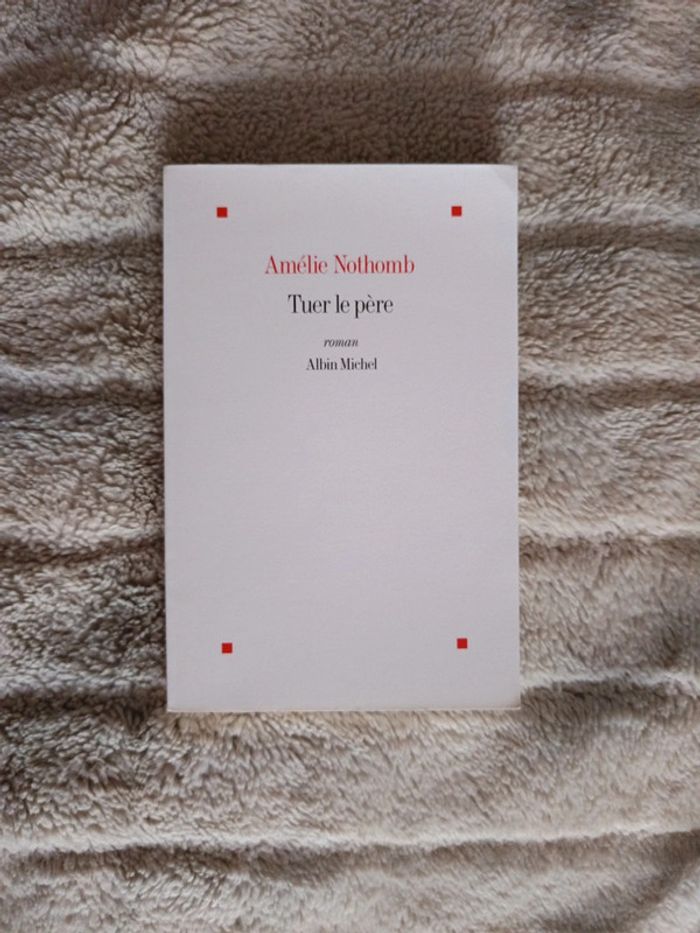 Amélie Nothomb
Tuer le père
roman
Albin Michel